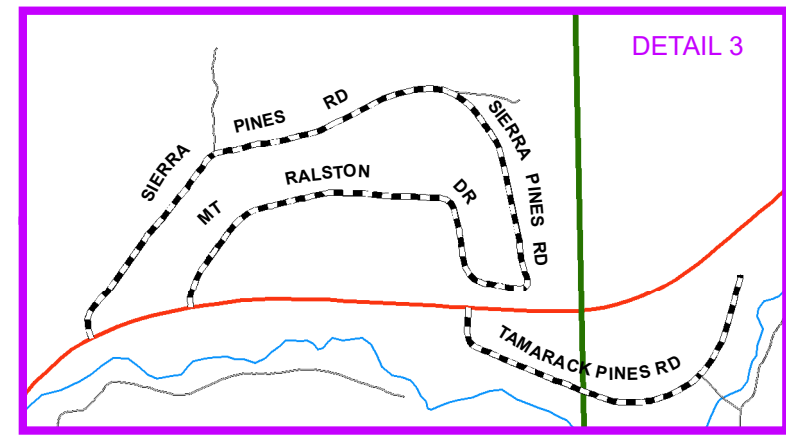 DETAIL 3
SIERRA PINES RD
SIERRA PINES RD
MT RALSTON DR
TAMARACK PINES RD